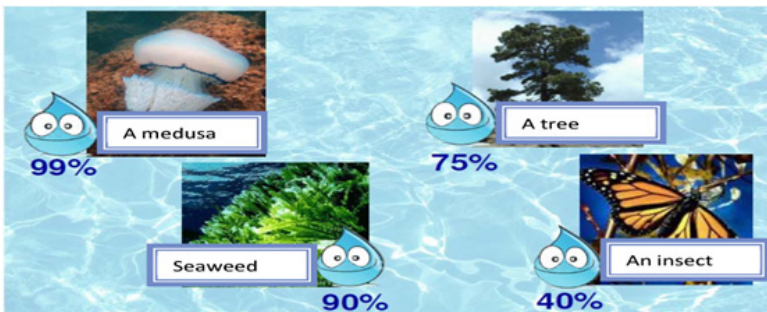 A medusa
99%
A tree
75%
Seaweed
90%
An insect
40%